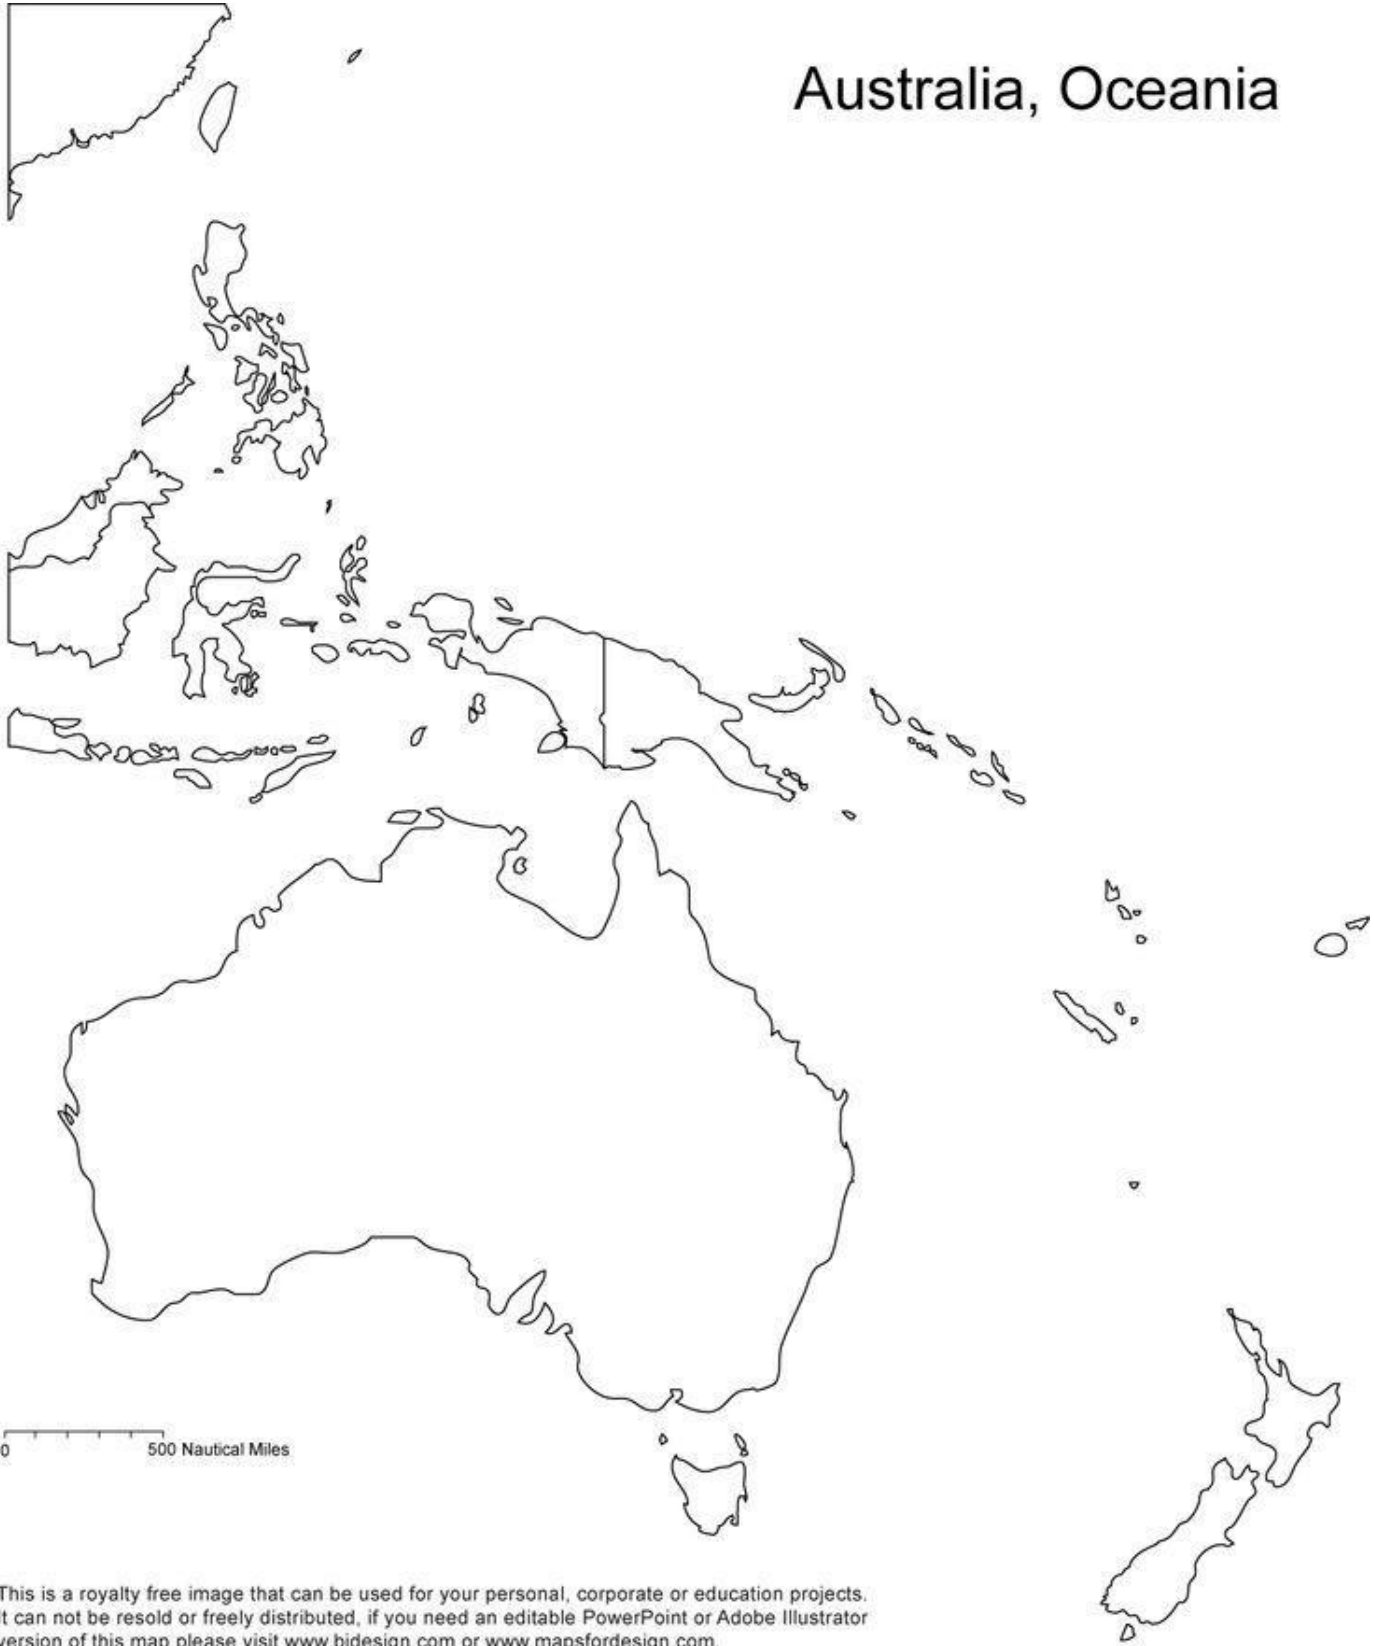 Australia, Oceania
0
500 Nautical Miles
This is a royalty free image that can be used for your personal, corporate or education projects.
It can not be resold or freely distributed, if you need an editable PowerPoint or Adobe Illustrator
version of this map please visit www.bjdesign.com or www.mapsfordesign.com.